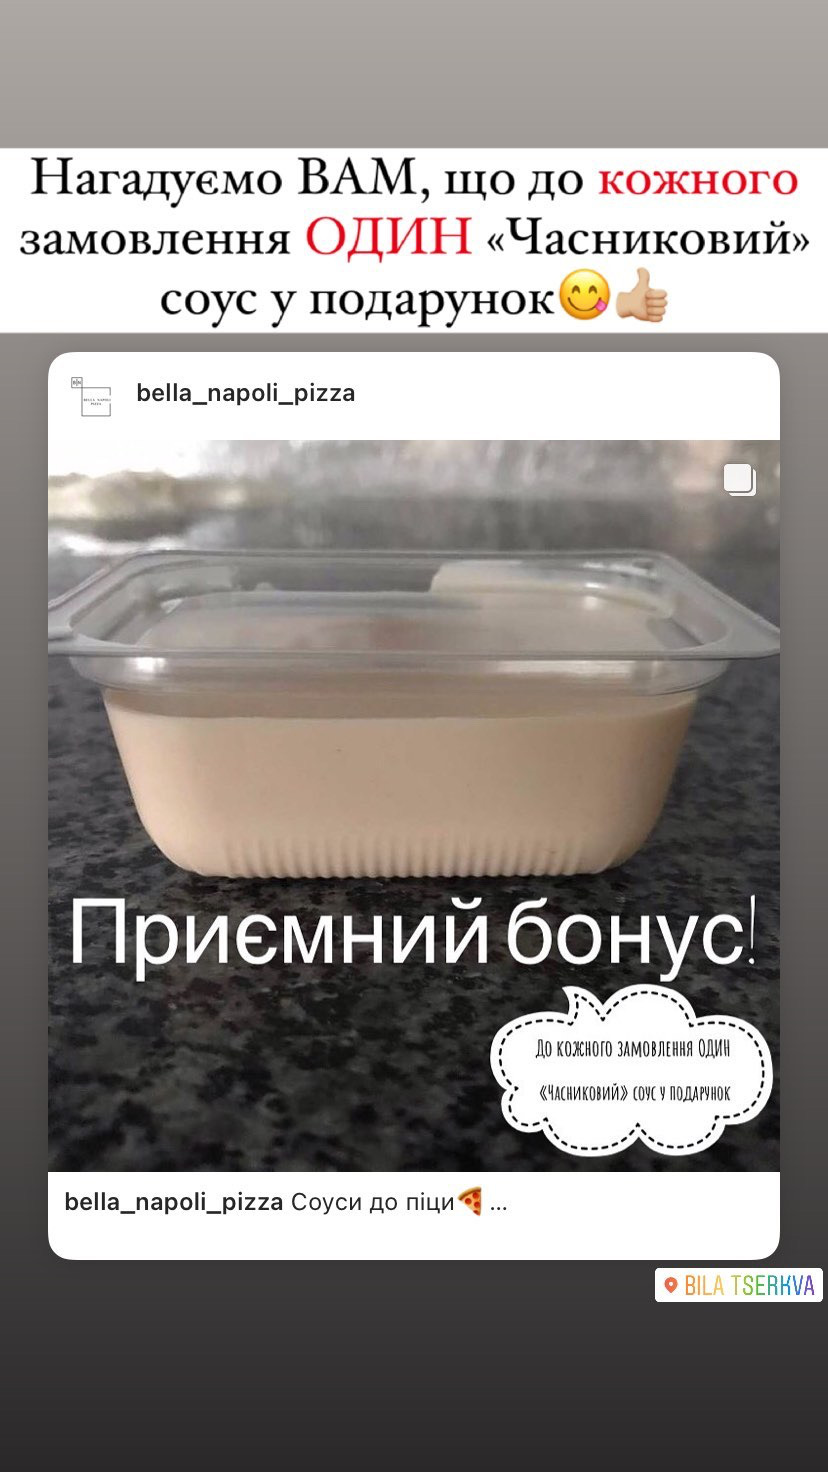 Нагадуємо ВАМ, що до кожного
замовлення ОДИН «Часниковий»
соус у подарунок😋👍🏼
bella_napoli_pizza
Приємний бонус!
До кожного замовлення ОДИН
«Часниковий» соус у подарунок
bella_napoli_pizza Соуси до піци🍕...
BILA TSERKVA